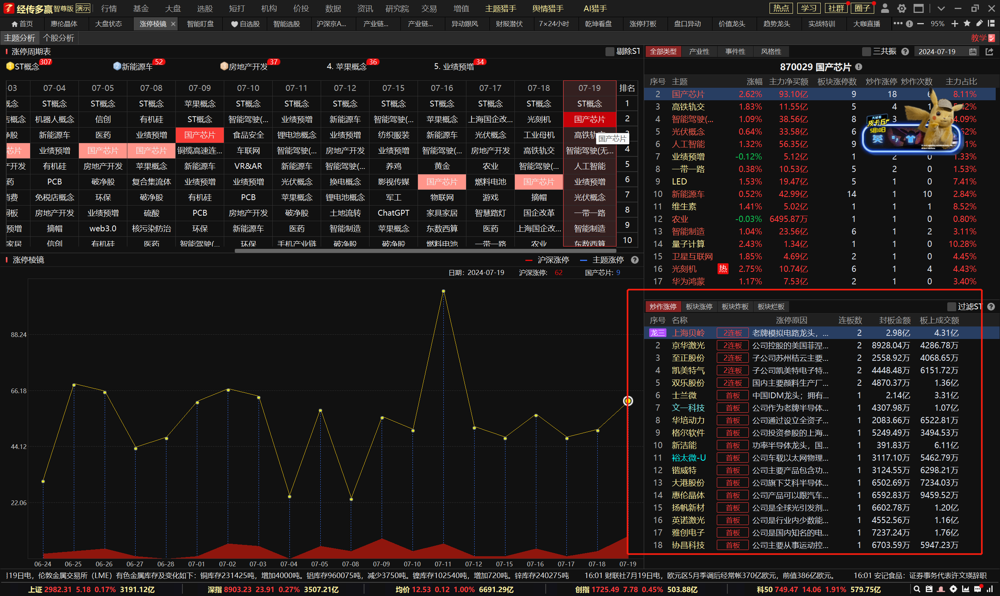 经传多赢 智尊版 演示 行情 基金 大盘 选股 短打 机构 价投 数据 资讯 研究院 交易 增值 主题猎手 舆情猎手 AI猎手 热点 学习 社群 圈子
首页 惠伦晶体 大盘状态 涨停棱镜 智能盯盘 自选股 智能选股 沪深京A... 产业链... 产业链... 异动跟风 财报潜伏 7×24小时 乾坤看盘 涨停打板 盘口异动 价值龙头 趋势龙头 实战特训 大咖直播 95%
主题分析 个股分析 教学
涨停周期表 剔除ST
1 ST概念 307 2 新能源车 52 3 房地产开发 37 4. 苹果概念 36 5. 业绩预增 34
-03 07-04 07-05 07-08 07-09 07-10 07-11 07-12 07-15 07-16 07-17 07-18 07-19 排名
概念 ST概念 ST概念 ST概念 苹果概念 ST概念 ST概念 ST概念 ST概念 ST概念 ST概念 ST概念 ST概念 1
店概念 机器人概念 信创 有机硅 ST概念 智能驾驶(... 业绩预增 新能源车 智能驾驶(... 苹果概念 上海国企改... 光刻机 国产芯片 2
净股 新能源车 医药 业绩预增 国产芯片 食品安全 锂电池概念 业绩预增 纺织服装 新能源车 光伏概念 工业母机 高铁轨交 3
国产芯片
芯片 业绩预增 国产芯片 国产芯片 铜缆高速连... 车联网 智能驾驶(... 房地产开发 业绩预增 智能驾驶(... 房地产开发 高铁轨交 智能驾驶(无... 4
开发 有机硅 房地产开发 苹果概念 新能源车 VR&AR 新能源车 智能驾驶(... 养鸡 黄金 农业 智能驾驶(... 人工智能 5
药 PCB 破净股 复合集流体 业绩预增 业绩预增 光伏概念 换电概念 影视传媒 国产芯片 燃料电池 国产芯片 业绩预增 6
消费 免税店概念 环保 破净股 有机硅 PCB 苹果概念 锂电池概念 军工 物联网 游戏 摘帽 光伏概念 7
铜板 房地产开发 业绩预增 硫酸 PCB 房地产开发 破净股 土地流转 ChatGPT 家具家居 智慧路灯 国企改革 一带一路 8
预增 摘帽 web3.0 核污染防治 环保 新能源车 医药 智能制造 苹果概念 东数西算 医药 上海国企改... 智能制造 9
家居 信创 有机硅 医药 智能驾驶(... 环保 手机产业链 破净股 破净股 燃料电池 一带一路 农业 东数西算 10
涨停棱镜 沪深涨停 主题涨停
日期: 2024-07-19 沪深涨停: 62 国产芯片: 9
88.24
66.18
44.12
22.06
06-24 06-25 06-26 06-27 06-28 07-01 07-02 07-03 07-04 07-05 07-08 07-09 07-10 07-11 07-12 07-15 07-16 07-17 07-18 07-19
全部类型 产业性 事件性 风格性 三共振 2024-07-19
870029 国产芯片
序号 主题 涨幅 主力净买额 板块涨停数 炒作涨停 炒作次数 主力占比
2 国产芯片 2.62% 93.10亿 9 18 8.11%
3 高铁轨交 1.83% 11.55亿 5 4 1
4 智能驾驶(... 1.09% 38.56亿 8 3 4.09%
5 光伏概念 0.64% 33.58亿 6
6 人工智能 1.32% 56.35亿 9
7 业绩预增 -0.12% 5.12亿 1 2 0 1.33%
8 一带一路 0.38% 10.53亿 5 2 0 1.53%
9 LED 1.53% 19.47亿 5 1 0 7.41%
10 新能源车 0.52% 42.99亿 14 1 10 2.84%
11 维生素 1.41% 5.02亿 1 1 1 8.52%
12 农业 -0.03% 6495.87万 1 1 0 0.80%
13 智能制造 1.04% 23.56亿 6 1 2 3.11%
14 量子计算 2.43% 1.34亿 1 1 0 10.28%
15 卫星互联网 1.85% 4.69亿 2 1 0 4.45%
16 光刻机 热 2.75% 10.74亿 6 1 4 4.43%
17 华为鸿蒙 1.17% 7.53亿 2 1 0 3.40%
5月10日
英
炒作涨停 板块涨停 板块炸板 板块烂板 过滤ST
序号 名称 涨停原因 连板数 封板金额 板上成交额
龙三 上海贝岭 2连板 老牌模拟电路龙头，... 2 2.98亿 4.31亿
2 京华激光 2连板 公司控股的美国菲涅... 2 8928.04万 4286.78万
3 至正股份 2连板 子公司苏州桔云主要... 2 2558.92万 4068.65万
4 凯美特气 2连板 子公司凯美特电子特... 2 4448.48万 6151.72万
5 双乐股份 2连板 国内主要颜料生产厂... 2 4870.37万 1.36亿
6 士兰微 首板 中国IDM龙头；拥有... 1 2.14亿 3.31亿
7 文一科技 首板 公司作为老牌半导体... 1 4307.98万 1.07亿
8 华培动力 首板 公司通过设立全资子... 1 2083.66万 6522.81万
9 格尔软件 首板 公司投资参股的上海... 1 5249.49万 3494.53万
10 新洁能 首板 功率半导体龙头，国... 1 391.83万 6.11亿
11 裕太微-U 首板 公司车载以太网物理... 1 3117.10万 5462.79万
12 锴威特 首板 公司主要产品包含功... 1 3124.55万 6298.21万
13 大港股份 首板 公司旗下艾科半导体... 1 6502.69万 7234.03万
14 惠伦晶体 首板 公司产品可以跟汽车... 1 6592.83万 9459.52万
15 扬帆新材 首板 公司是全球光引发剂... 1 6602.78万 1.20亿
16 英诺激光 首板 公司是行业内少数能... 1 4552.56万 1.16亿
17 雅创电子 首板 公司是国内知名的电... 1 7237.24万 1.76亿
18 协昌科技 首板 公司主要从事运动控... 1 6703.59万 5947.23万
19日电，伦敦金属交易所（LME）有色金属库存及变化如下：铜库存231425吨，增加4000吨。铝库存960075吨，减少3750吨。镍库存102540吨，增加720吨。锌库存240275吨 16:01 财联社7月19日电，欧元区5月季调后经常帐370亿欧元，前值386亿欧元。 16:01 安记食品：证券事务代表许文瑛辞职
上证 2982.31 5.18 0.17% 3191.12亿 深指 8903.23 23.91 0.27% 3507.21亿 均价 12.53 0.12 1.00% 6691.29亿 创指 1725.49 7.78 0.45% 503.88亿 科50 749.47 14.06 1.91% 579.75亿